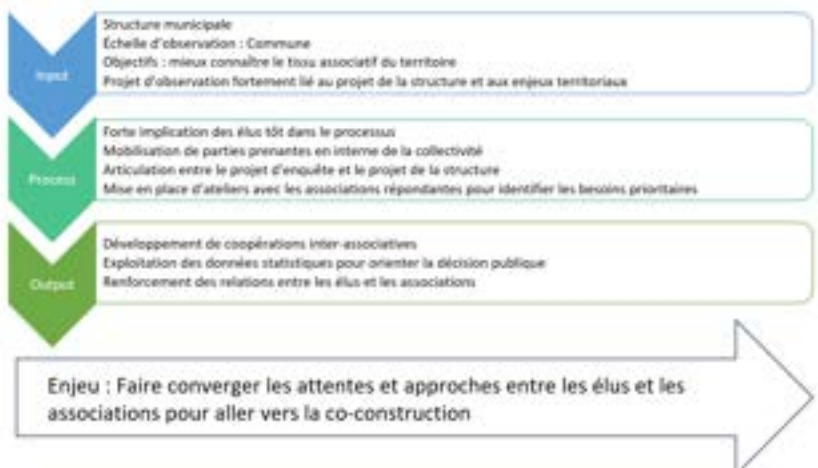 Input
Structure municipale
Échelle d'observation : Commune
Objectifs : mieux connaître le tissu associatif du territoire
Projet d'observation fortement lié au projet de la structure et aux enjeux territoriaux
Process
Forte implication des élus tôt dans le processus
Mobilisation de parties prenantes en interne de la collectivité
Articulation entre le projet d'enquête et le projet de la structure
Mise en place d'ateliers avec les associations répondantes pour identifier les besoins prioritaires
Output
Développement de coopérations inter-associatives
Exploitation des données statistiques pour orienter la décision publique
Renforcement des relations entre les élus et les associations
Enjeu : Faire converger les attentes et approches entre les élus et les
associations pour aller vers la co-construction